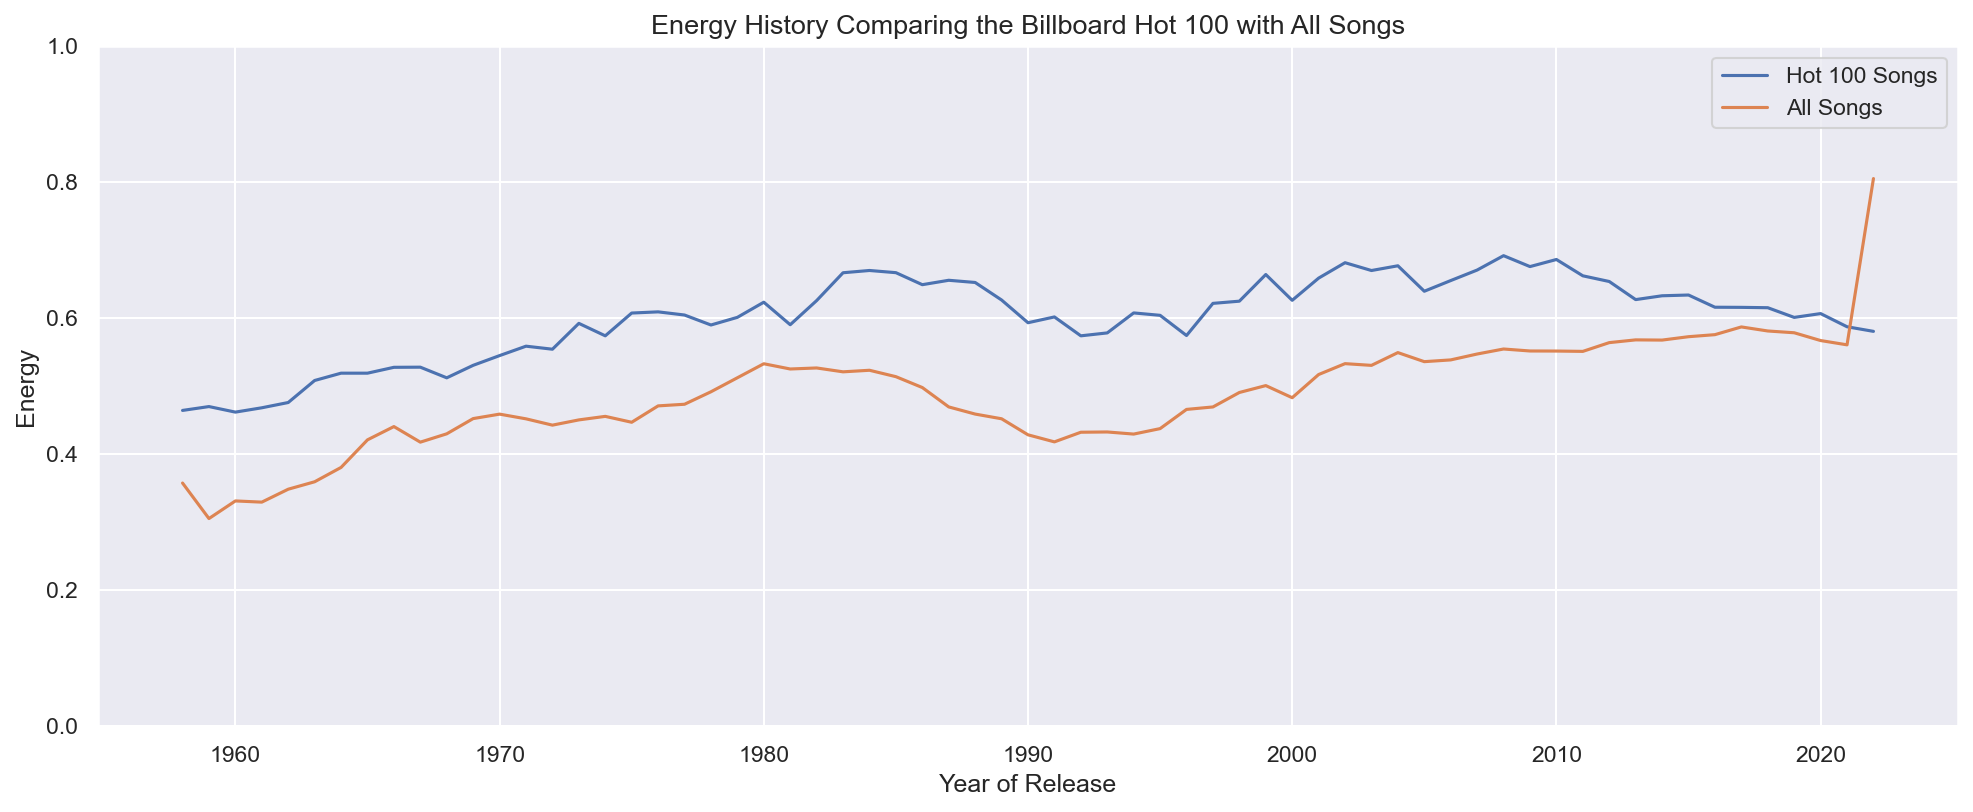 Energy History Comparing the Billboard Hot 100 with All Songs
1.0
0.8
0.6
0.4
0.2
0.0
Energy
Hot 100 Songs
All Songs
1960 1970 1980 1990 2000 2010 2020
Year of Release